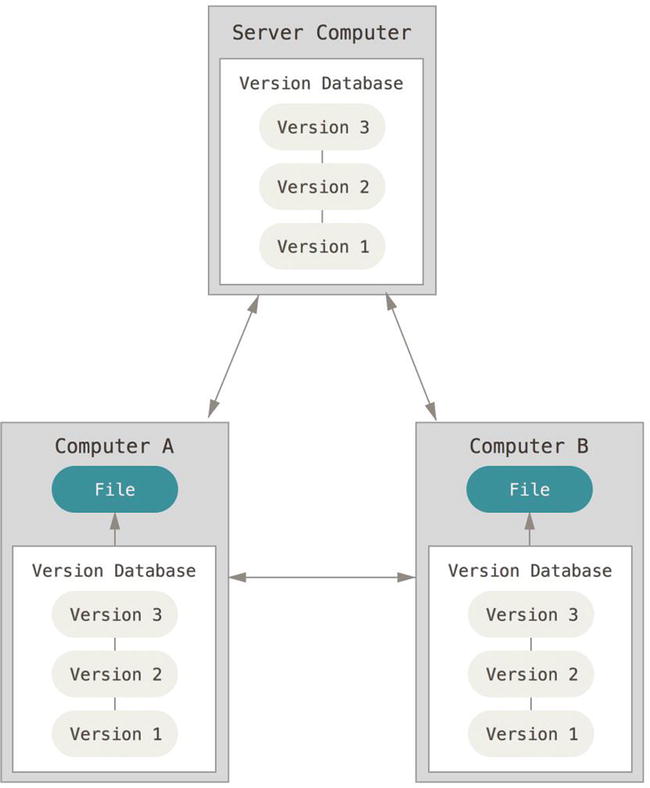 Server Computer
Version Database
Version 3
Version 2
Version 1
Computer A
File
Version Database
Version 3
Version 2
Version 1
Computer B
File
Version Database
Version 3
Version 2
Version 1